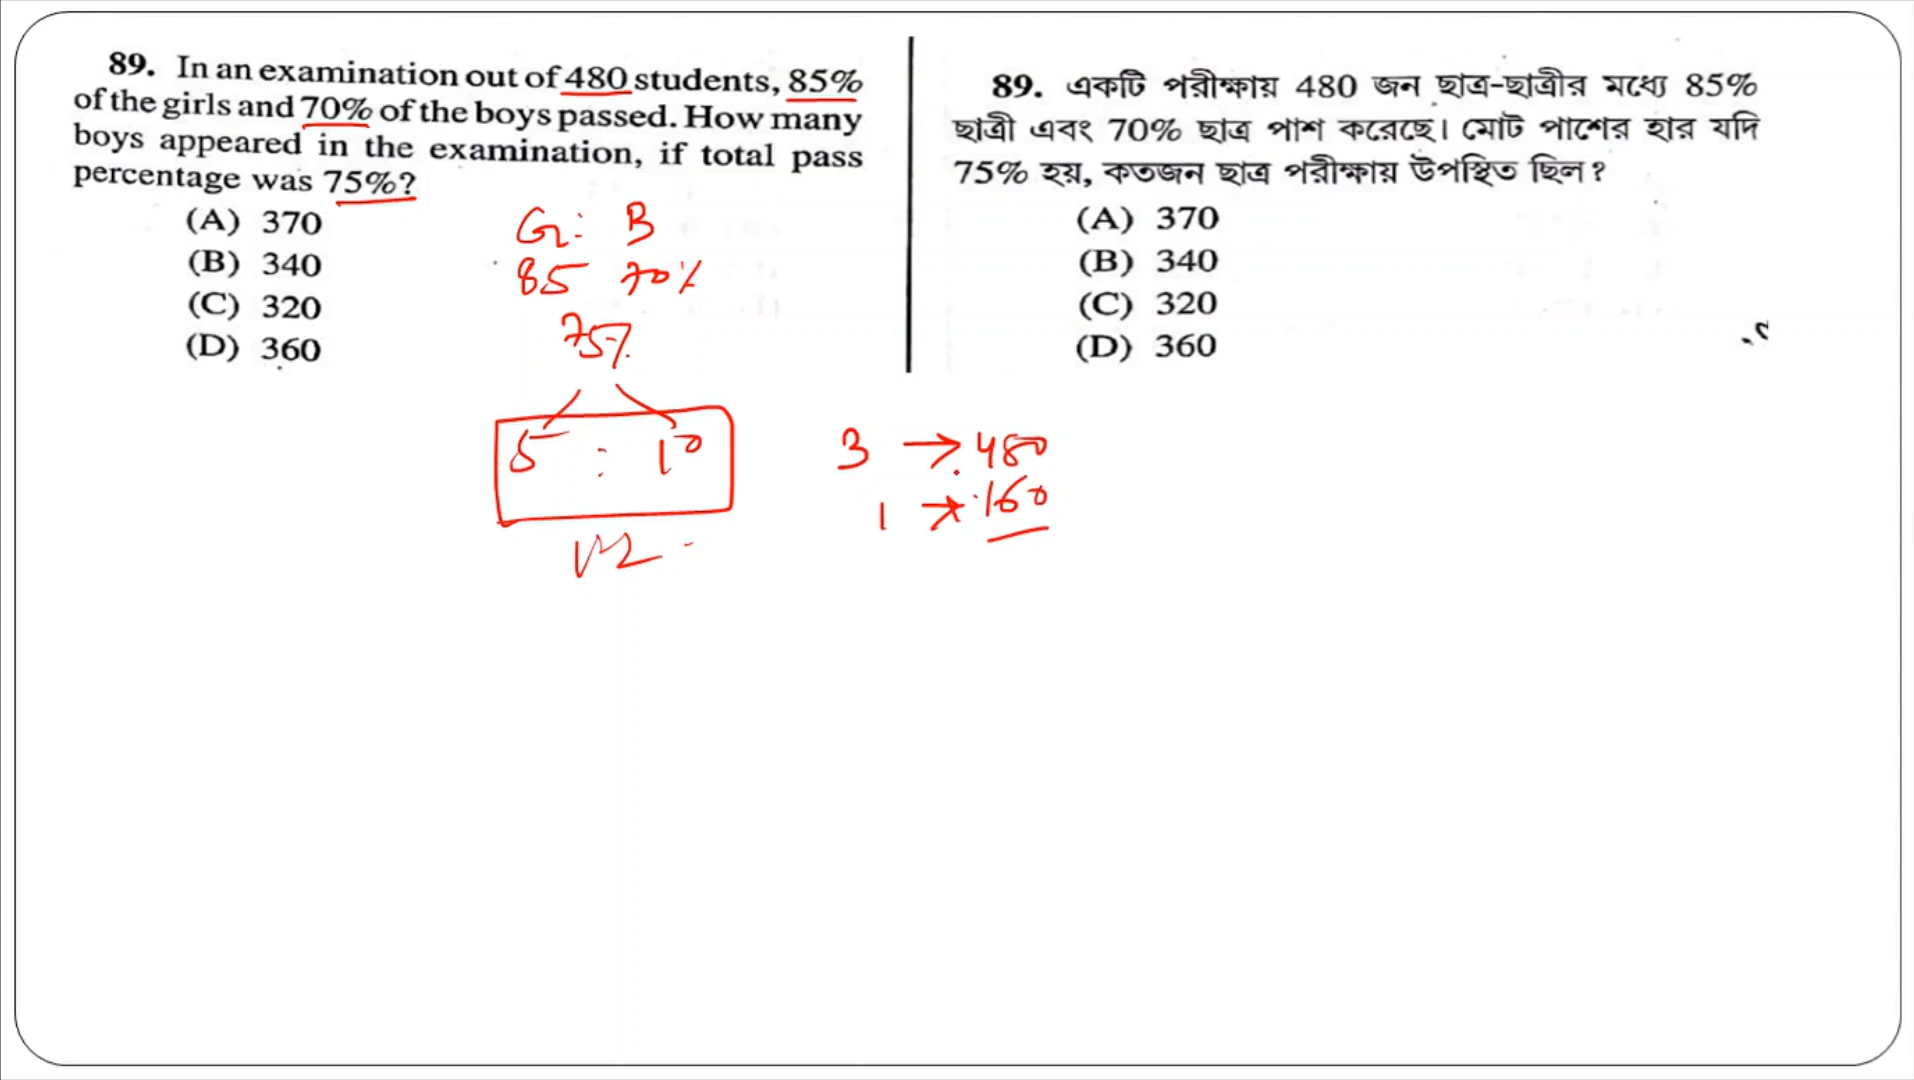 89. In an examination out of 480 students, 85%
of the girls and 70% of the boys passed. How many
boys appeared in the examination, if total pass
percentage was 75%?
(A) 370
(B) 340
(C) 320
(D) 360
G : B
85 70%
75%
5 : 10
1:2
3 → 480
1 → 160
89. একটি পরীক্ষায় 480 জন ছাত্র-ছাত্রীর মধ্যে 85%
ছাত্রী এবং 70% ছাত্র পাশ করেছে। মোট পাশের হার যদি
75% হয়, কতজন ছাত্র পরীক্ষায় উপস্থিত ছিল?
(A) 370
(B) 340
(C) 320
(D) 360